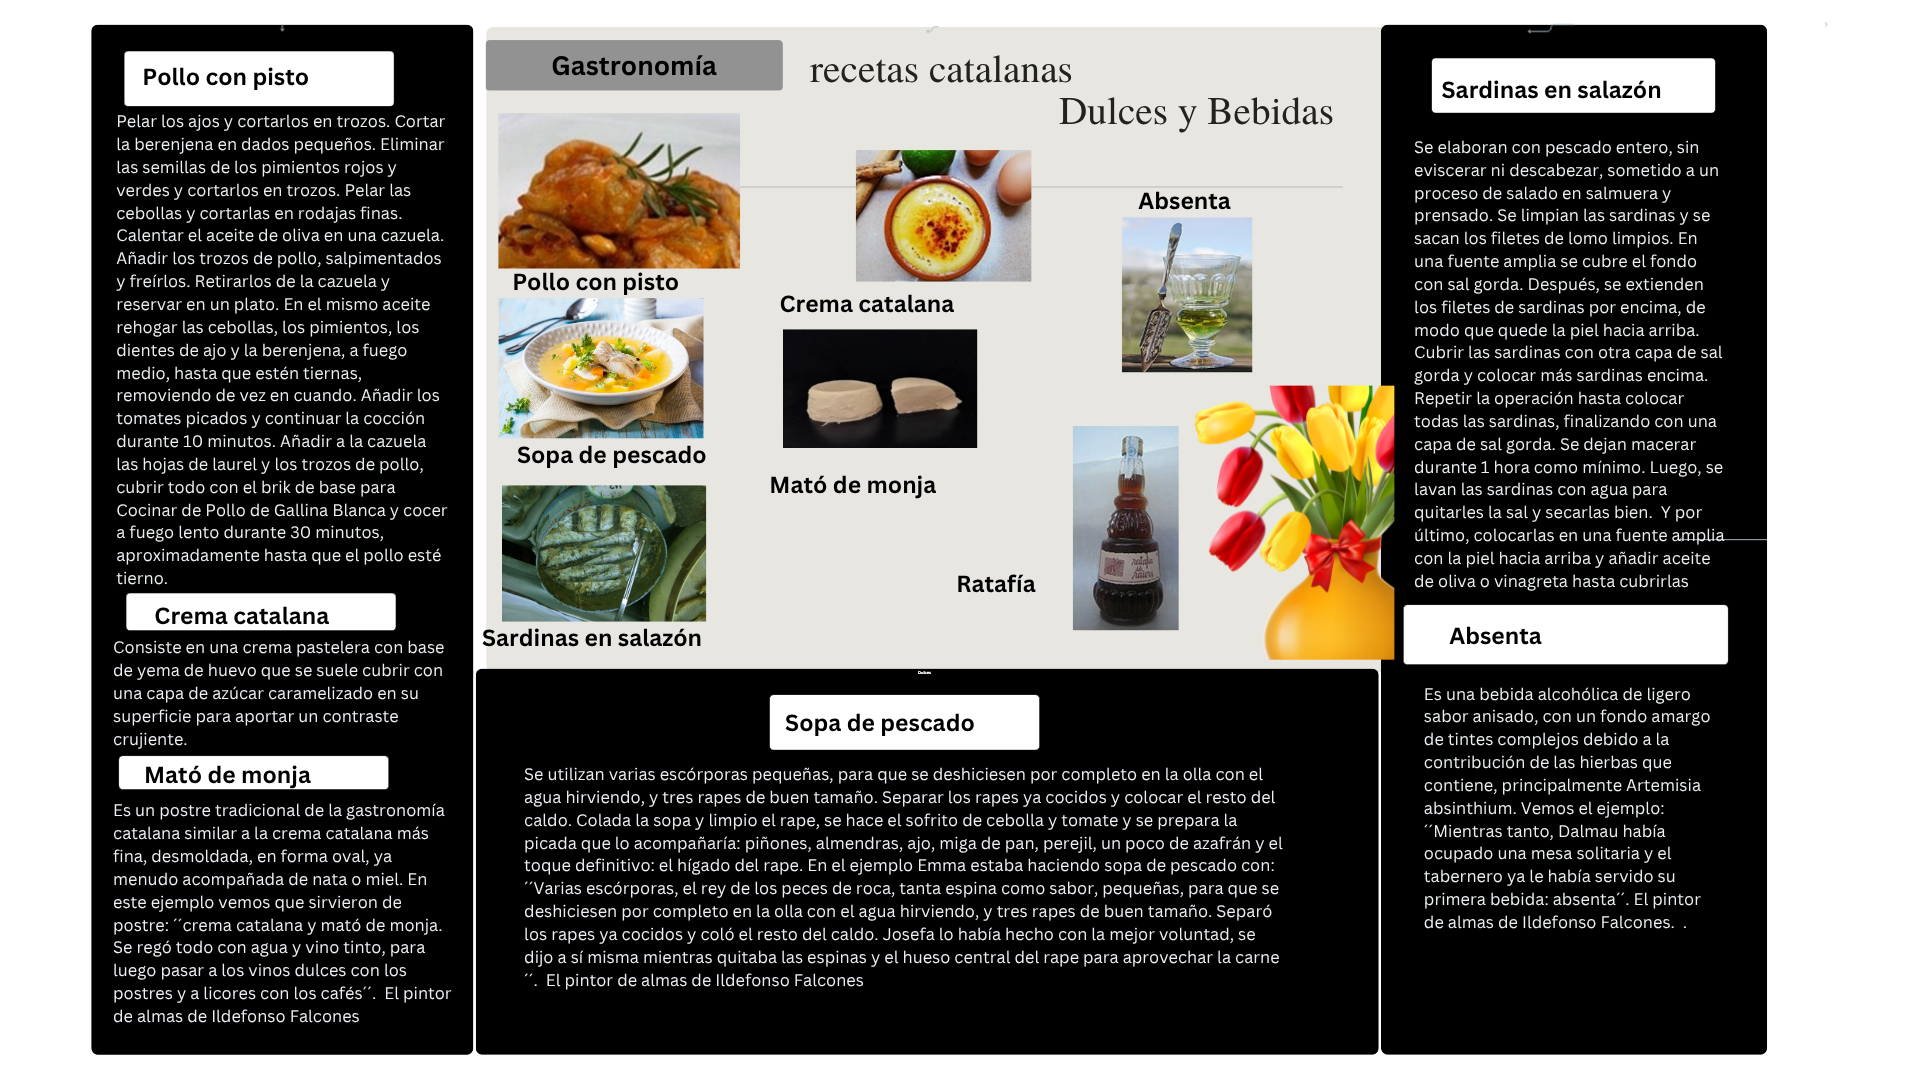 Pollo con pisto
Pelar los ajos y cortarlos en trozos. Cortar
la berenjena en dados pequeños. Eliminar
las semillas de los pimientos rojos y
verdes y cortarlos en trozos. Pelar las
cebollas y cortarlas en rodajas finas.
Calentar el aceite de oliva en una cazuela.
Añadir los trozos de pollo, salpimentados
y freírlos. Retirarlos de la cazuela y
reservar en un plato. En el mismo aceite
rehogar las cebollas, los pimientos, los
dientes de ajo y la berenjena, a fuego
medio, hasta que estén tiernas,
removiendo de vez en cuando. Añadir los
tomates picados y continuar la cocción
durante 10 minutos. Añadir a la cazuela
las hojas de laurel y los trozos de pollo,
cubrir todo con el brik de base para
Cocinar de Pollo de Gallina Blanca y cocer
a fuego lento durante 30 minutos,
aproximadamente hasta que el pollo esté
tierno.
Crema catalana
Consiste en una crema pastelera con base
de yema de huevo que se suele cubrir con
una capa de azúcar caramelizado en su
superficie para aportar un contraste
crujiente.
Mató de monja
Es un postre tradicional de la gastronomía
catalana similar a la crema catalana más
fina, desmoldada, en forma oval, ya
menudo acompañada de nata o miel. En
este ejemplo vemos que sirvieron de
postre: ´´crema catalana y mató de monja.
Se regó todo con agua y vino tinto, para
luego pasar a los vinos dulces con los
postres y a licores con los cafés´´.  El pintor
de almas de Ildefonso Falcones
Gastronomía
recetas catalanas
Dulces y Bebidas
Pollo con pisto
Sopa de pescado
Sardinas en salazón
Crema catalana
Mató de monja
Absenta
Ratafía
ratafia
Dulces
Sopa de pescado
Se utilizan varias escórporas pequeñas, para que se deshiciesen por completo en la olla con el
agua hirviendo, y tres rapes de buen tamaño. Separar los rapes ya cocidos y colocar el resto del
caldo. Colada la sopa y limpio el rape, se hace el sofrito de cebolla y tomate y se prepara la
picada que lo acompañaría: piñones, almendras, ajo, miga de pan, perejil, un poco de azafrán y el
toque definitivo: el hígado del rape. En el ejemplo Emma estaba haciendo sopa de pescado con:
´´Varias escórporas, el rey de los peces de roca, tanta espina como sabor, pequeñas, para que se
deshiciesen por completo en la olla con el agua hirviendo, y tres rapes de buen tamaño. Separó
los rapes ya cocidos y coló el resto del caldo. Josefa lo había hecho con la mejor voluntad, se
dijo a sí misma mientras quitaba las espinas y el hueso central del rape para aprovechar la carne
´´.  El pintor de almas de Ildefonso Falcones
Sardinas en salazón
Se elaboran con pescado entero, sin
eviscerar ni descabezar, sometido a un
proceso de salado en salmuera y
prensado. Se limpian las sardinas y se
sacan los filetes de lomo limpios. En
una fuente amplia se cubre el fondo
con sal gorda. Después, se extienden
los filetes de sardinas por encima, de
modo que quede la piel hacia arriba.
Cubrir las sardinas con otra capa de sal
gorda y colocar más sardinas encima.
Repetir la operación hasta colocar
todas las sardinas, finalizando con una
capa de sal gorda. Se dejan macerar
durante 1 hora como mínimo. Luego, se
lavan las sardinas con agua para
quitarles la sal y secarlas bien.  Y por
último, colocarlas en una fuente amplia
con la piel hacia arriba y añadir aceite
de oliva o vinagreta hasta cubrirlas
Absenta
Es una bebida alcohólica de ligero
sabor anisado, con un fondo amargo
de tintes complejos debido a la
contribución de las hierbas que
contiene, principalmente Artemisia
absinthium. Vemos el ejemplo:
´´Mientras tanto, Dalmau había
ocupado una mesa solitaria y el
tabernero ya le había servido su
primera bebida: absenta´´. El pintor
de almas de Ildefonso Falcones.  .